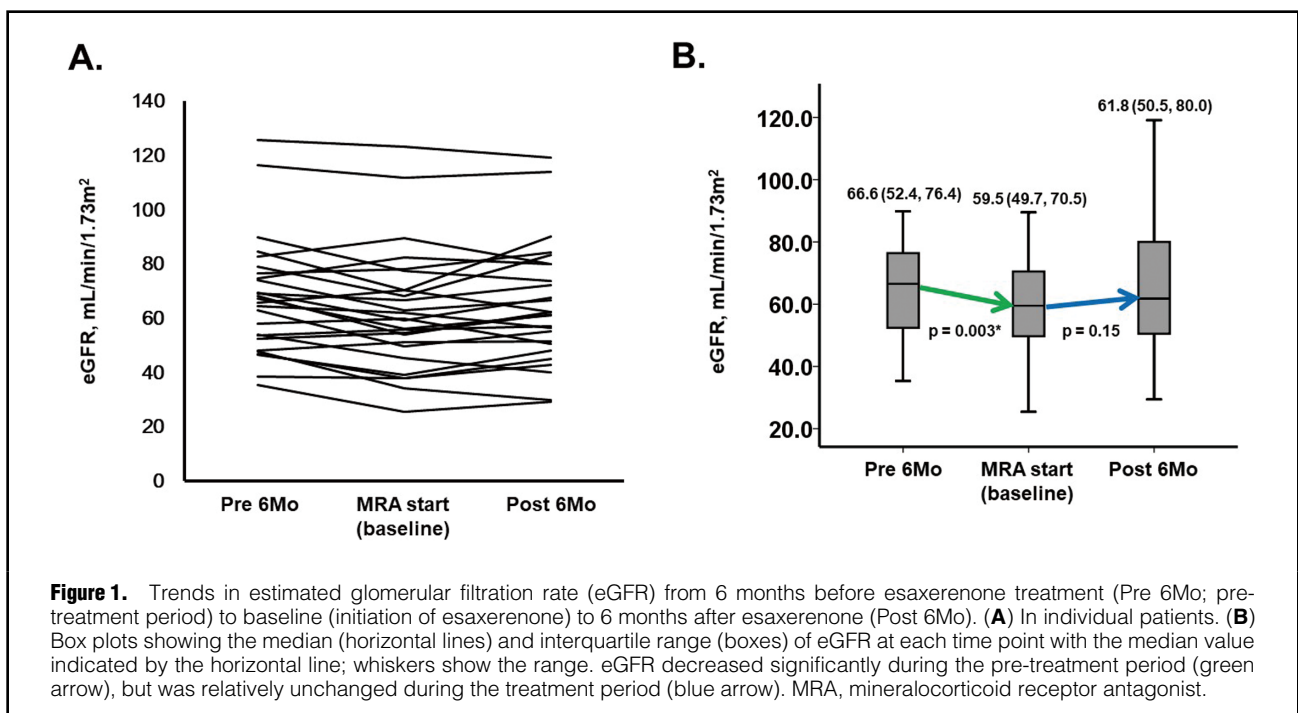 A.
140
120
100
80
60
40
20
0
eGFR, mL/min/1.73m²
Pre 6Mo
MRA start
(baseline)
Post 6Mo
B.
120.0
100.0
80.0
60.0
40.0
20.0
eGFR, mL/min/1.73m²
66.6 (52.4, 76.4)
59.5 (49.7, 70.5)
61.8 (50.5, 80.0)
p = 0.003*
p = 0.15
Pre 6Mo
MRA start
(baseline)
Post 6Mo
Figure 1. Trends in estimated glomerular filtration rate (eGFR) from 6 months before esaxerenone treatment (Pre 6Mo; pre-
treatment period) to baseline (initiation of esaxerenone) to 6 months after esaxerenone (Post 6Mo). (A) In individual patients. (B)
Box plots showing the median (horizontal lines) and interquartile range (boxes) of eGFR at each time point with the median value
indicated by the horizontal line; whiskers show the range. eGFR decreased significantly during the pre-treatment period (green
arrow), but was relatively unchanged during the treatment period (blue arrow). MRA, mineralocorticoid receptor antagonist.